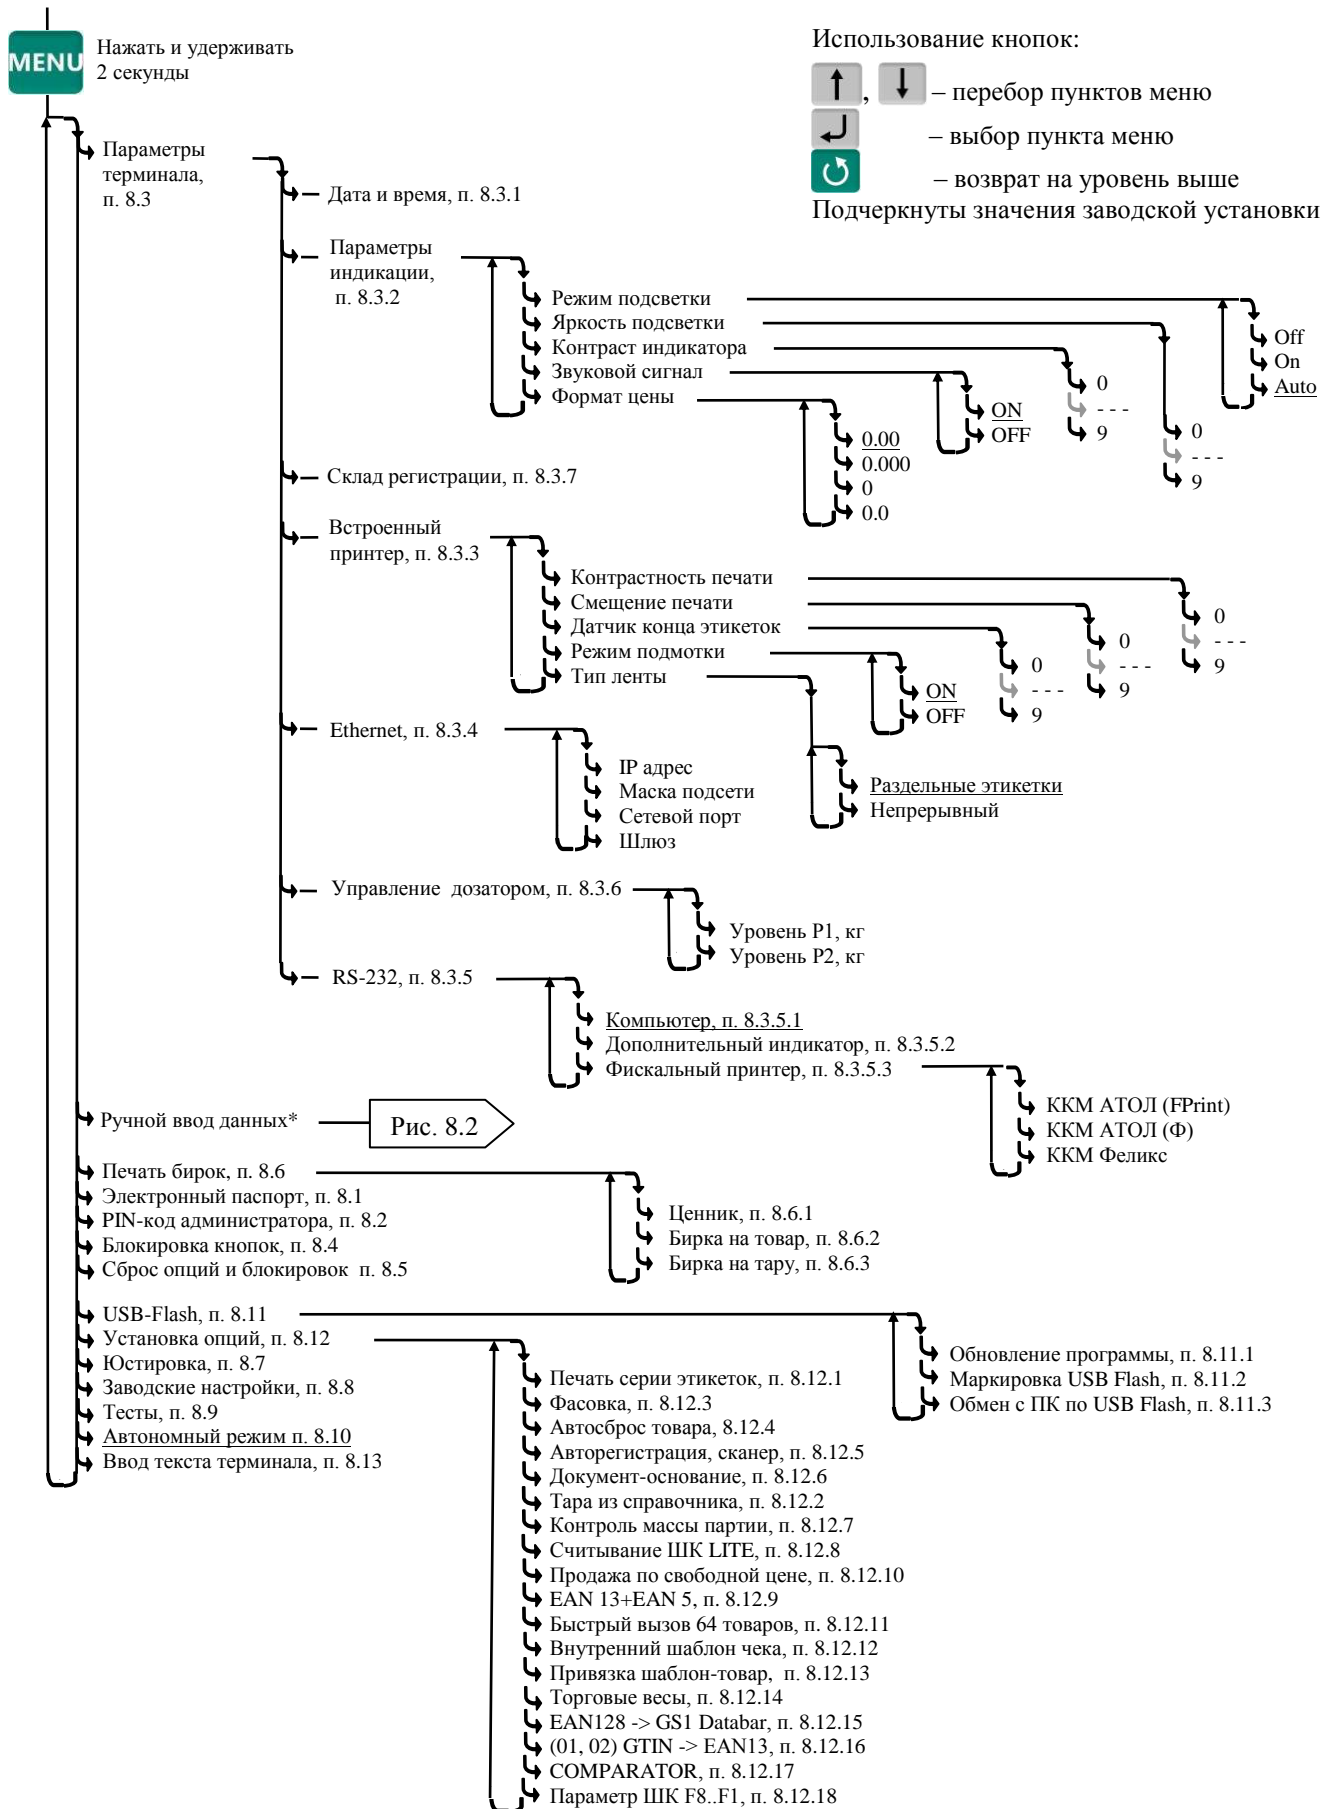 MENU
Нажать и удерживать
2 секунды
Использование кнопок:
, – перебор пунктов меню
– выбор пункта меню
– возврат на уровень выше
Подчеркнуты значения заводской установки
Параметры
терминала,
п. 8.3
Дата и время, п. 8.3.1
Параметры
индикации,
п. 8.3.2
Режим подсветки
Яркость подсветки
Контраст индикатора
Звуковой сигнал
Формат цены
Off
On
Auto
0
- - -
9
0
- - -
9
ON
OFF
0.00
0.000
0
0.0
Склад регистрации, п. 8.3.7
Встроенный
принтер, п. 8.3.3
Контрастность печати
Смещение печати
Датчик конца этикеток
Режим подмотки
Тип ленты
0
- - -
9
0
- - -
9
0
- - -
9
ON
OFF
Раздельные этикетки
Непрерывный
Ethernet, п. 8.3.4
IP адрес
Маска подсети
Сетевой порт
Шлюз
Управление дозатором, п. 8.3.6
Уровень P1, кг
Уровень P2, кг
RS-232, п. 8.3.5
Компьютер, п. 8.3.5.1
Дополнительный индикатор, п. 8.3.5.2
Фискальный принтер, п. 8.3.5.3
ККМ АТОЛ (FPrint)
ККМ АТОЛ (Ф)
ККМ Феликс
Ручной ввод данных*
Рис. 8.2
Печать бирок, п. 8.6
Электронный паспорт, п. 8.1
PIN-код администратора, п. 8.2
Блокировка кнопок, п. 8.4
Сброс опций и блокировок п. 8.5
Ценник, п. 8.6.1
Бирка на товар, п. 8.6.2
Бирка на тару, п. 8.6.3
USB-Flash, п. 8.11
Установка опций, п. 8.12
Юстировка, п. 8.7
Заводские настройки, п. 8.8
Тесты, п. 8.9
Автономный режим п. 8.10
Ввод текста терминала, п. 8.13
Обновление программы, п. 8.11.1
Маркировка USB Flash, п. 8.11.2
Обмен с ПК по USB Flash, п. 8.11.3
Печать серии этикеток, п. 8.12.1
Фасовка, п. 8.12.3
Автосброс товара, 8.12.4
Авторегистрация, сканер, п. 8.12.5
Документ-основание, п. 8.12.6
Тара из справочника, п. 8.12.2
Контроль массы партии, п. 8.12.7
Считывание ШК LITE, п. 8.12.8
Продажа по свободной цене, п. 8.12.10
EAN 13+EAN 5, п. 8.12.9
Быстрый вызов 64 товаров, п. 8.12.11
Внутренний шаблон чека, п. 8.12.12
Привязка шаблон-товар, п. 8.12.13
Торговые весы, п. 8.12.14
EAN128 -> GS1 Databar, п. 8.12.15
(01, 02) GTIN -> EAN13, п. 8.12.16
COMPARATOR, п. 8.12.17
Параметр ШК F8..F1, п. 8.12.18